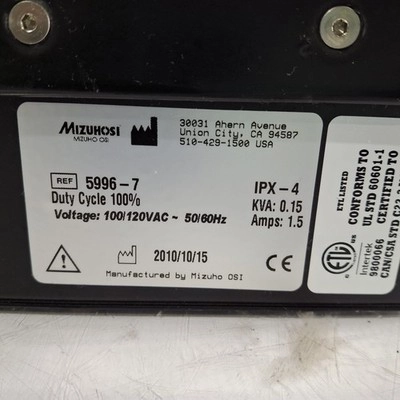 MIZUHOSI
MIZUHO OSI
30031 Ahern Avenue
Union City, CA 94587
510-429-1500 USA
REF 5996-7
IPX-4
Duty Cycle 100%
KVA: 0.15
Voltage: 100/120VAC ~ 50/60Hz
Amps: 1.5
2010/10/15
CE
Manufactured by Mizuho OSI
ETL LISTED
CONFORMS TO
UL STD 60601-1
CERTIFIED TO
CAN/CSA STD C22.2
ETL
Intertek
9800066